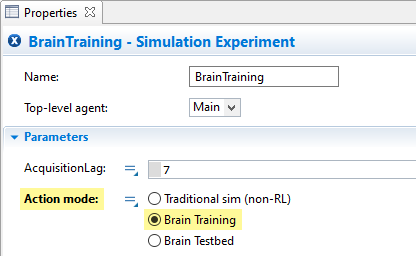 Properties
BrainTraining - Simulation Experiment
Name: BrainTraining
Top-level agent: Main
Parameters
AcquisitionLag: 7
Action mode: Traditional sim (non-RL)
Brain Training
Brain Testbed